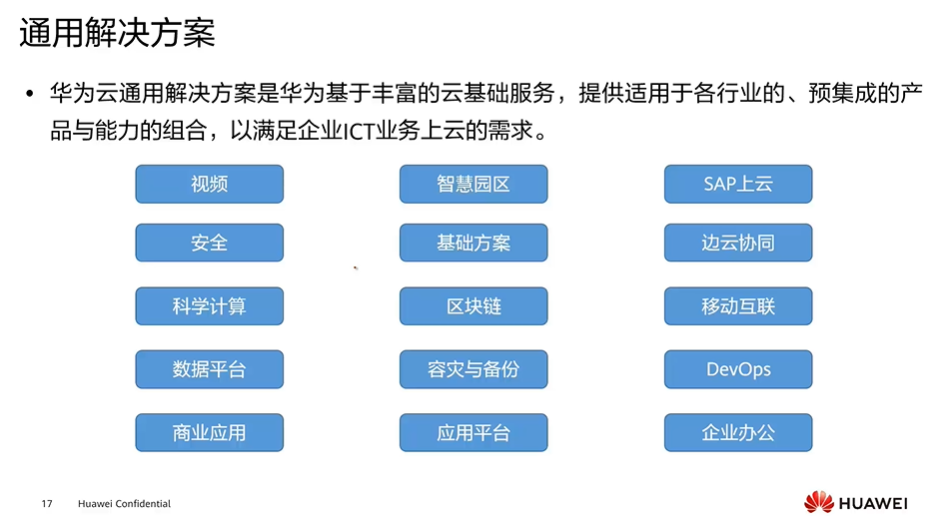 通用解决方案
• 华为云通用解决方案是华为基于丰富的云基础服务，提供适用于各行业的、预集成的产
品与能力的组合，以满足企业ICT业务上云的需求。
视频 智慧园区 SAP上云
安全 基础方案 边云协同
科学计算 区块链 移动互联
数据平台 容灾与备份 DevOps
商业应用 应用平台 企业办公
17 Huawei Confidential HUAWEI